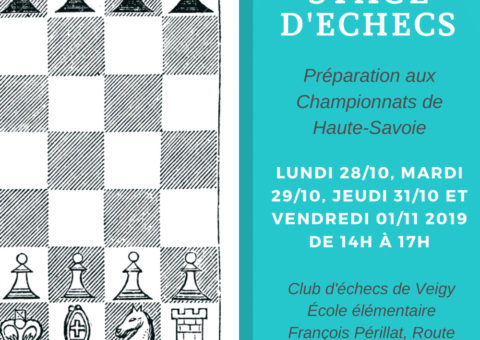 STAGE
D'ECHECS
Préparation aux
Championnats de
Haute-Savoie
LUNDI 28/10, MARDI
29/10, JEUDI 31/10 ET
VENDREDI 01/11 2019
DE 14H À 17H
Club d'échecs de Veigy
École élémentaire
François Périllat, Route